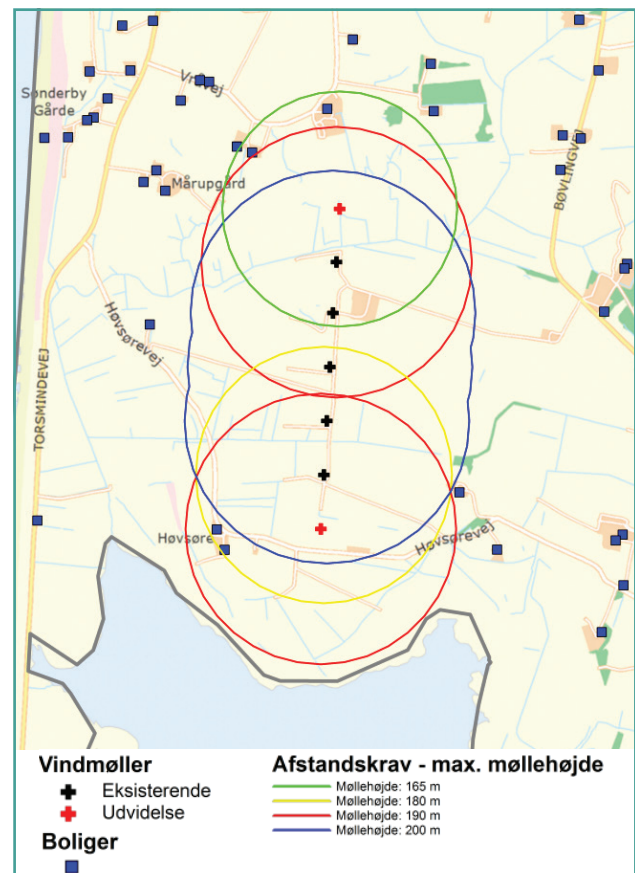 Vråvej
Sønderby
Gårde
Mårupgård
BØVLINGVEJ
Høvsørevej
TORSMINDEVEJ
Høvsøre
Høvsørevej
Vindmøller
Eksisterende
Udvidelse
Boliger
Afstandskrav - max. møllehøjde
Møllehøjde: 165 m
Møllehøjde: 180 m
Møllehøjde: 190 m
Møllehøjde: 200 m